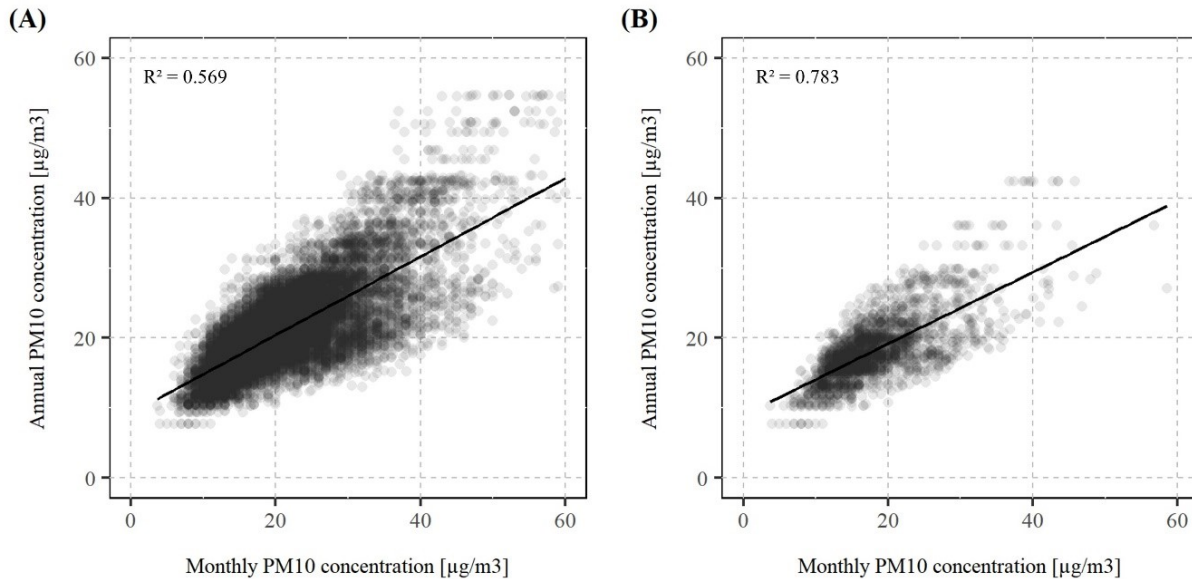 (A)
R² = 0.569
Annual PM10 concentration [µg/m3]
60
40
20
0
0 20 40 60
Monthly PM10 concentration [µg/m3]
(B)
R² = 0.783
Annual PM10 concentration [µg/m3]
60
40
20
0
0 20 40 60
Monthly PM10 concentration [µg/m3]